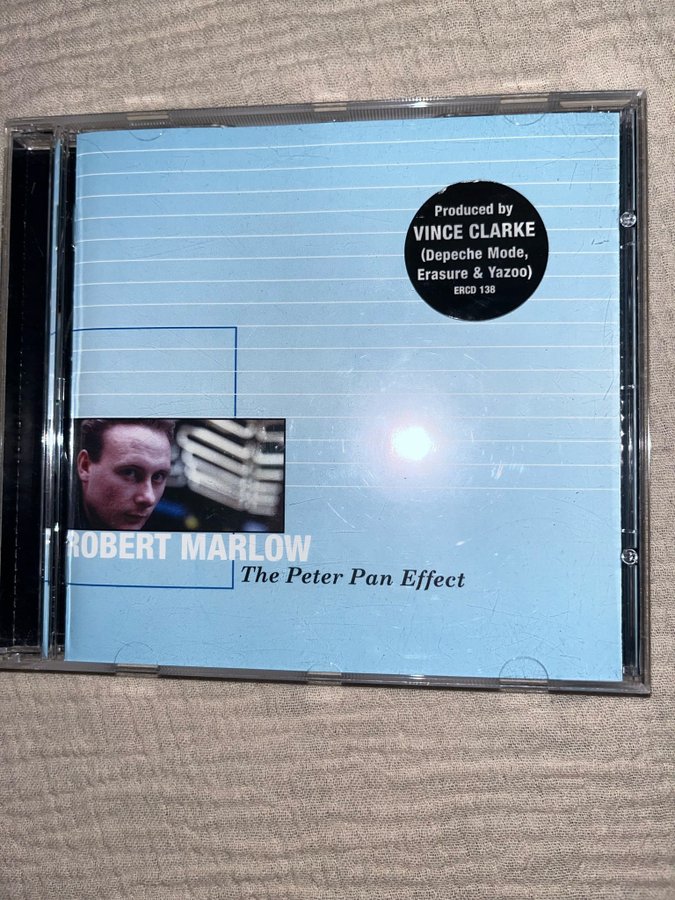 Produced by
VINCE CLARKE
(Depeche Mode,
Erasure & Yazoo)
ERCD 138
ROBERT MARLOW
The Peter Pan Effect